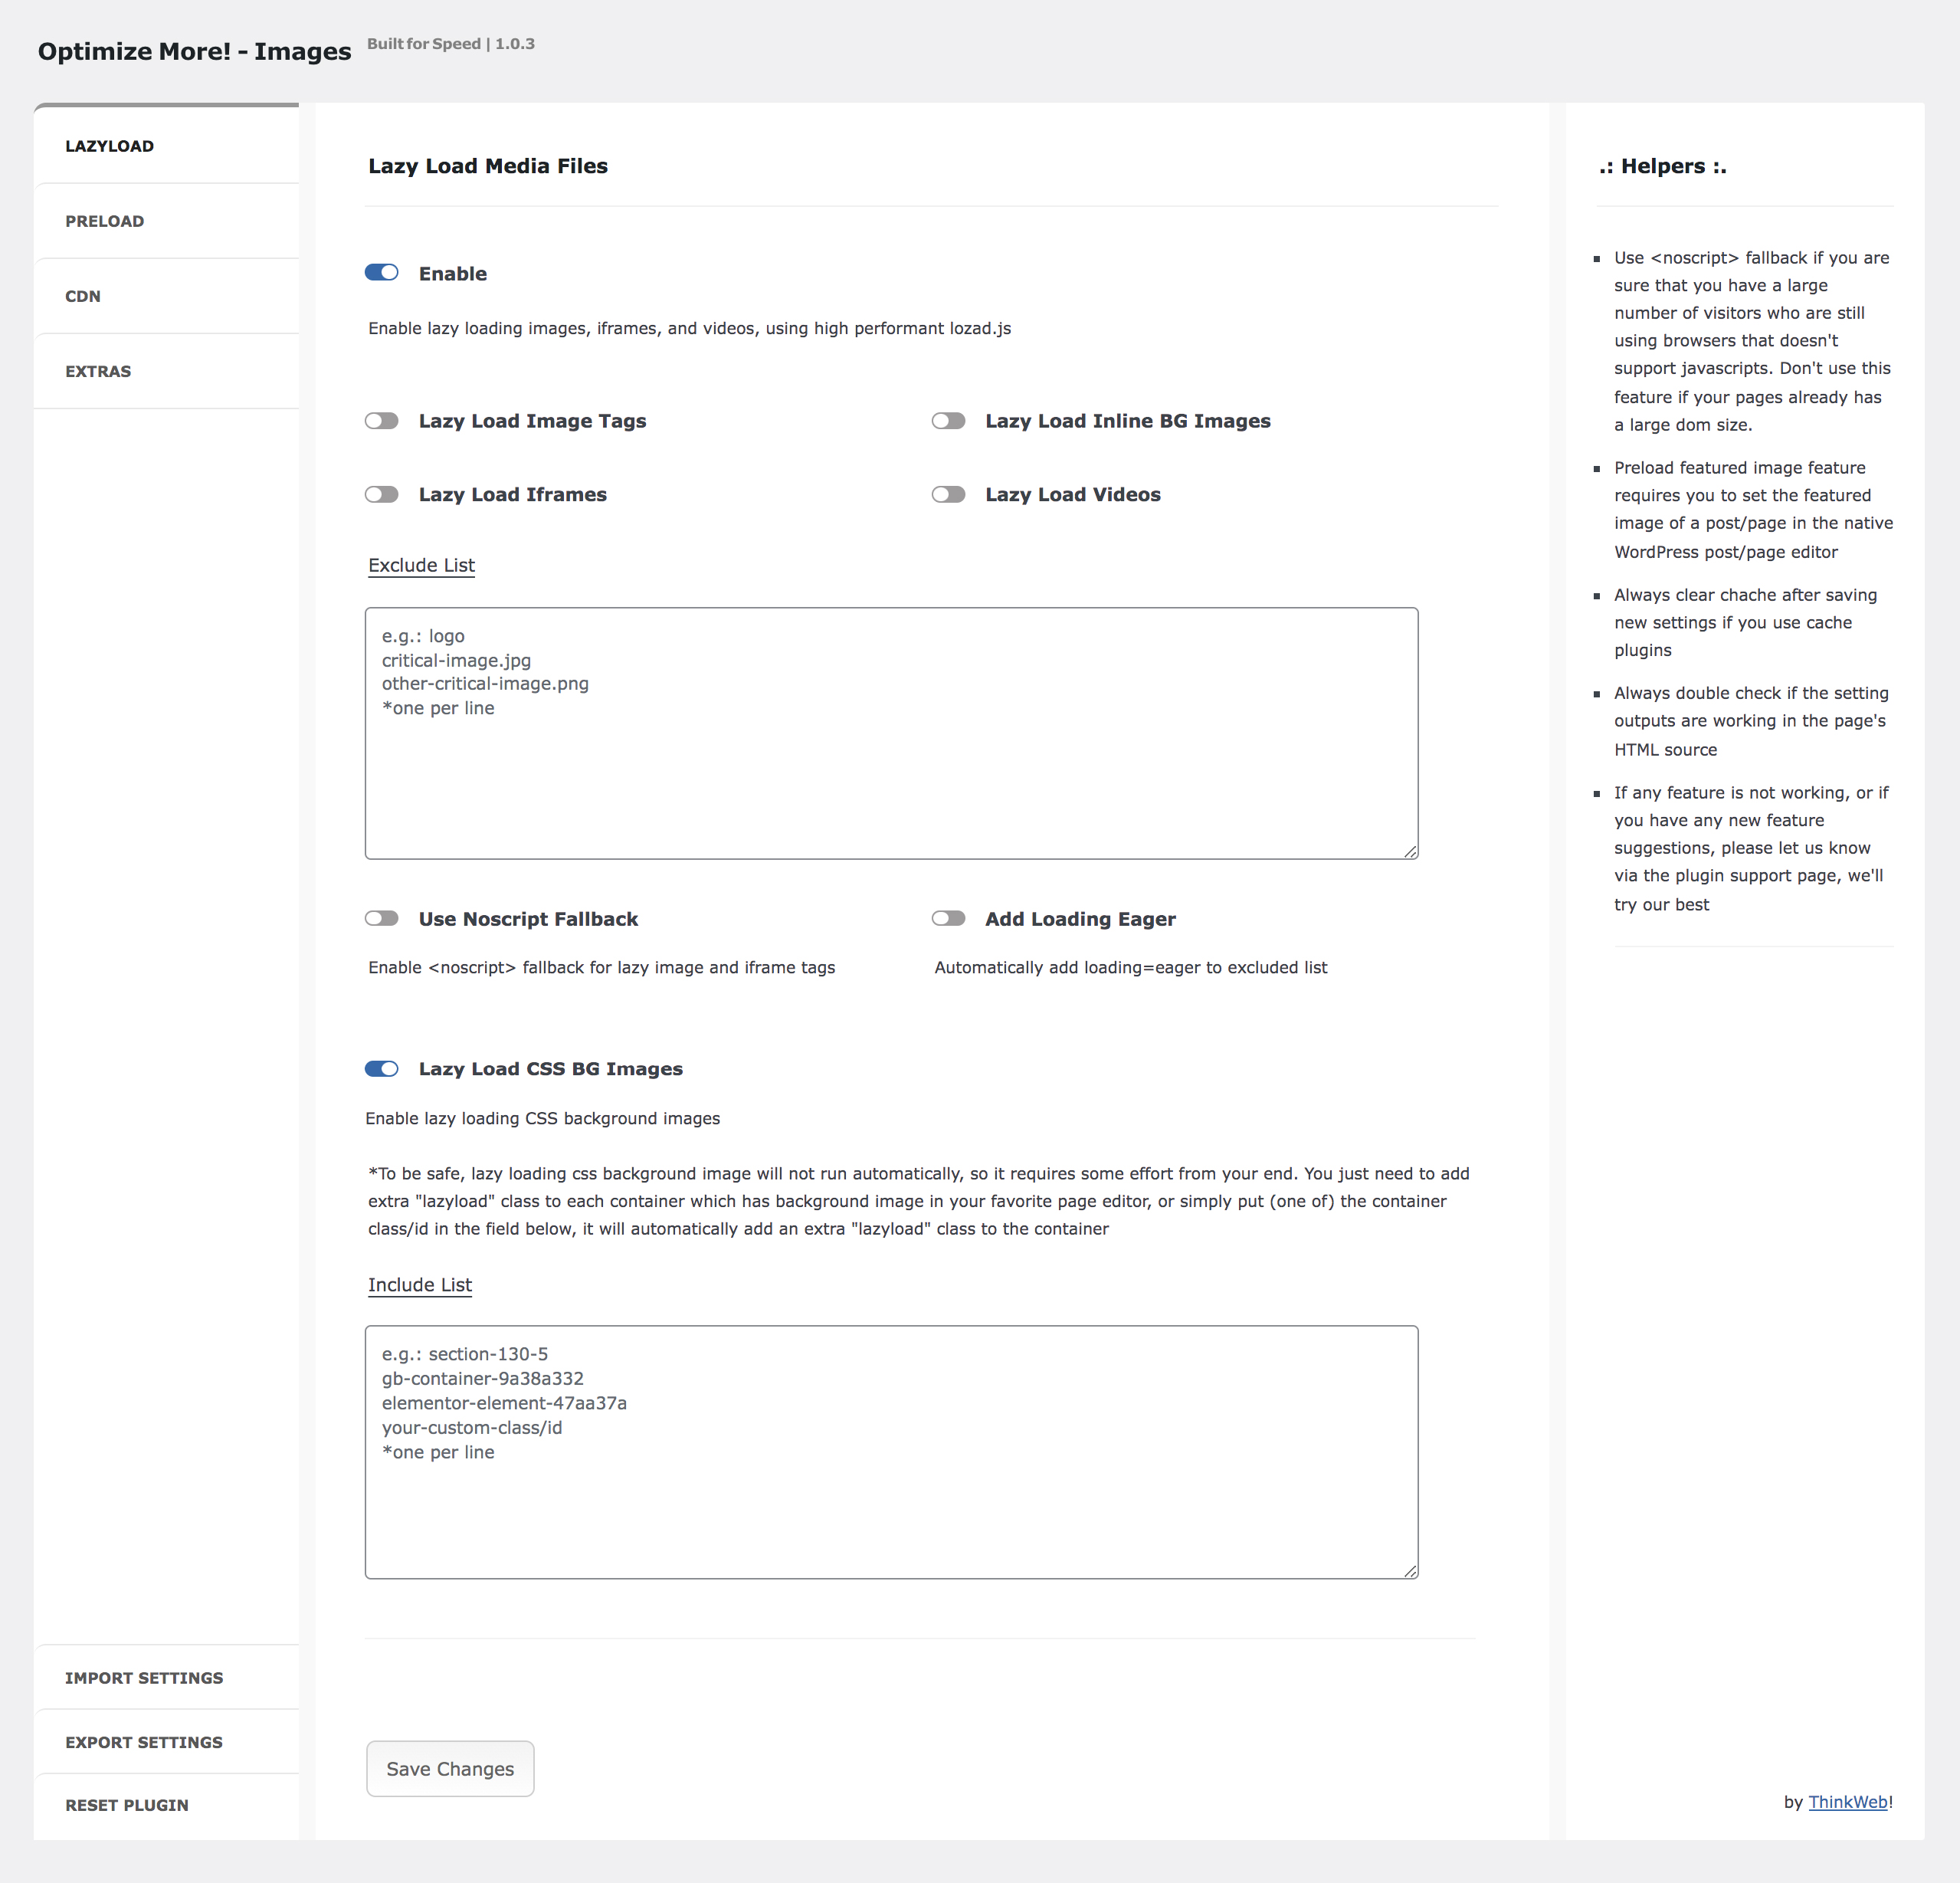 Optimize More! - Images
Built for Speed | 1.0.3
LAZYLOAD
PRELOAD
CDN
EXTRAS
IMPORT SETTINGS
EXPORT SETTINGS
RESET PLUGIN
Lazy Load Media Files
Enable
Enable lazy loading images, iframes, and videos, using high performant lozad.js
Lazy Load Image Tags
Lazy Load Inline BG Images
Lazy Load Iframes
Lazy Load Videos
Exclude List
e.g.: logo
critical-image.jpg
other-critical-image.png
*one per line
Use Noscript Fallback
Add Loading Eager
Enable <noscript> fallback for lazy image and iframe tags
Automatically add loading=eager to excluded list
Lazy Load CSS BG Images
Enable lazy loading CSS background images
*To be safe, lazy loading css background image will not run automatically, so it requires some effort from your end. You just need to add
extra "lazyload" class to each container which has background image in your favorite page editor, or simply put (one of) the container
class/id in the field below, it will automatically add an extra "lazyload" class to the container
Include List
e.g.: section-130-5
gb-container-9a38a332
elementor-element-47aa37a
your-custom-class/id
*one per line
Save Changes
.: Helpers :.
Use <noscript> fallback if you are
sure that you have a large
number of visitors who are still
using browsers that doesn't
support javascripts. Don't use this
feature if your pages already has
a large dom size.
Preload featured image feature
requires you to set the featured
image of a post/page in the native
WordPress post/page editor
Always clear chache after saving
new settings if you use cache
plugins
Always double check if the setting
outputs are working in the page's
HTML source
If any feature is not working, or if
you have any new feature
suggestions, please let us know
via the plugin support page, we'll
try our best
by ThinkWeb!